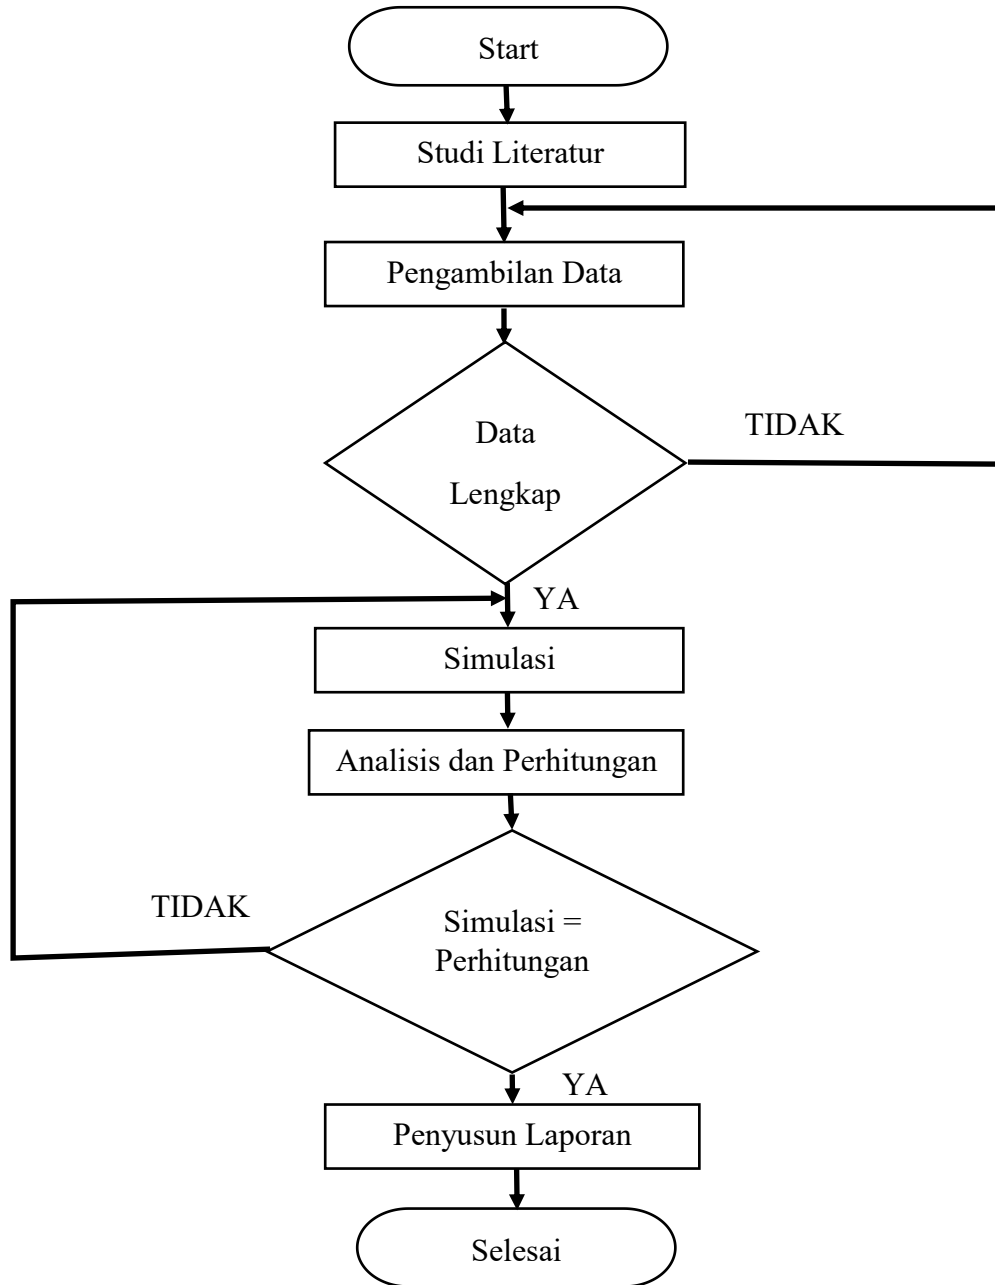 Start
Studi Literatur
Pengambilan Data
TIDAK
Data
Lengkap
YA
Simulasi
Analisis dan Perhitungan
TIDAK
Simulasi =
Perhitungan
YA
Penyusun Laporan
Selesai